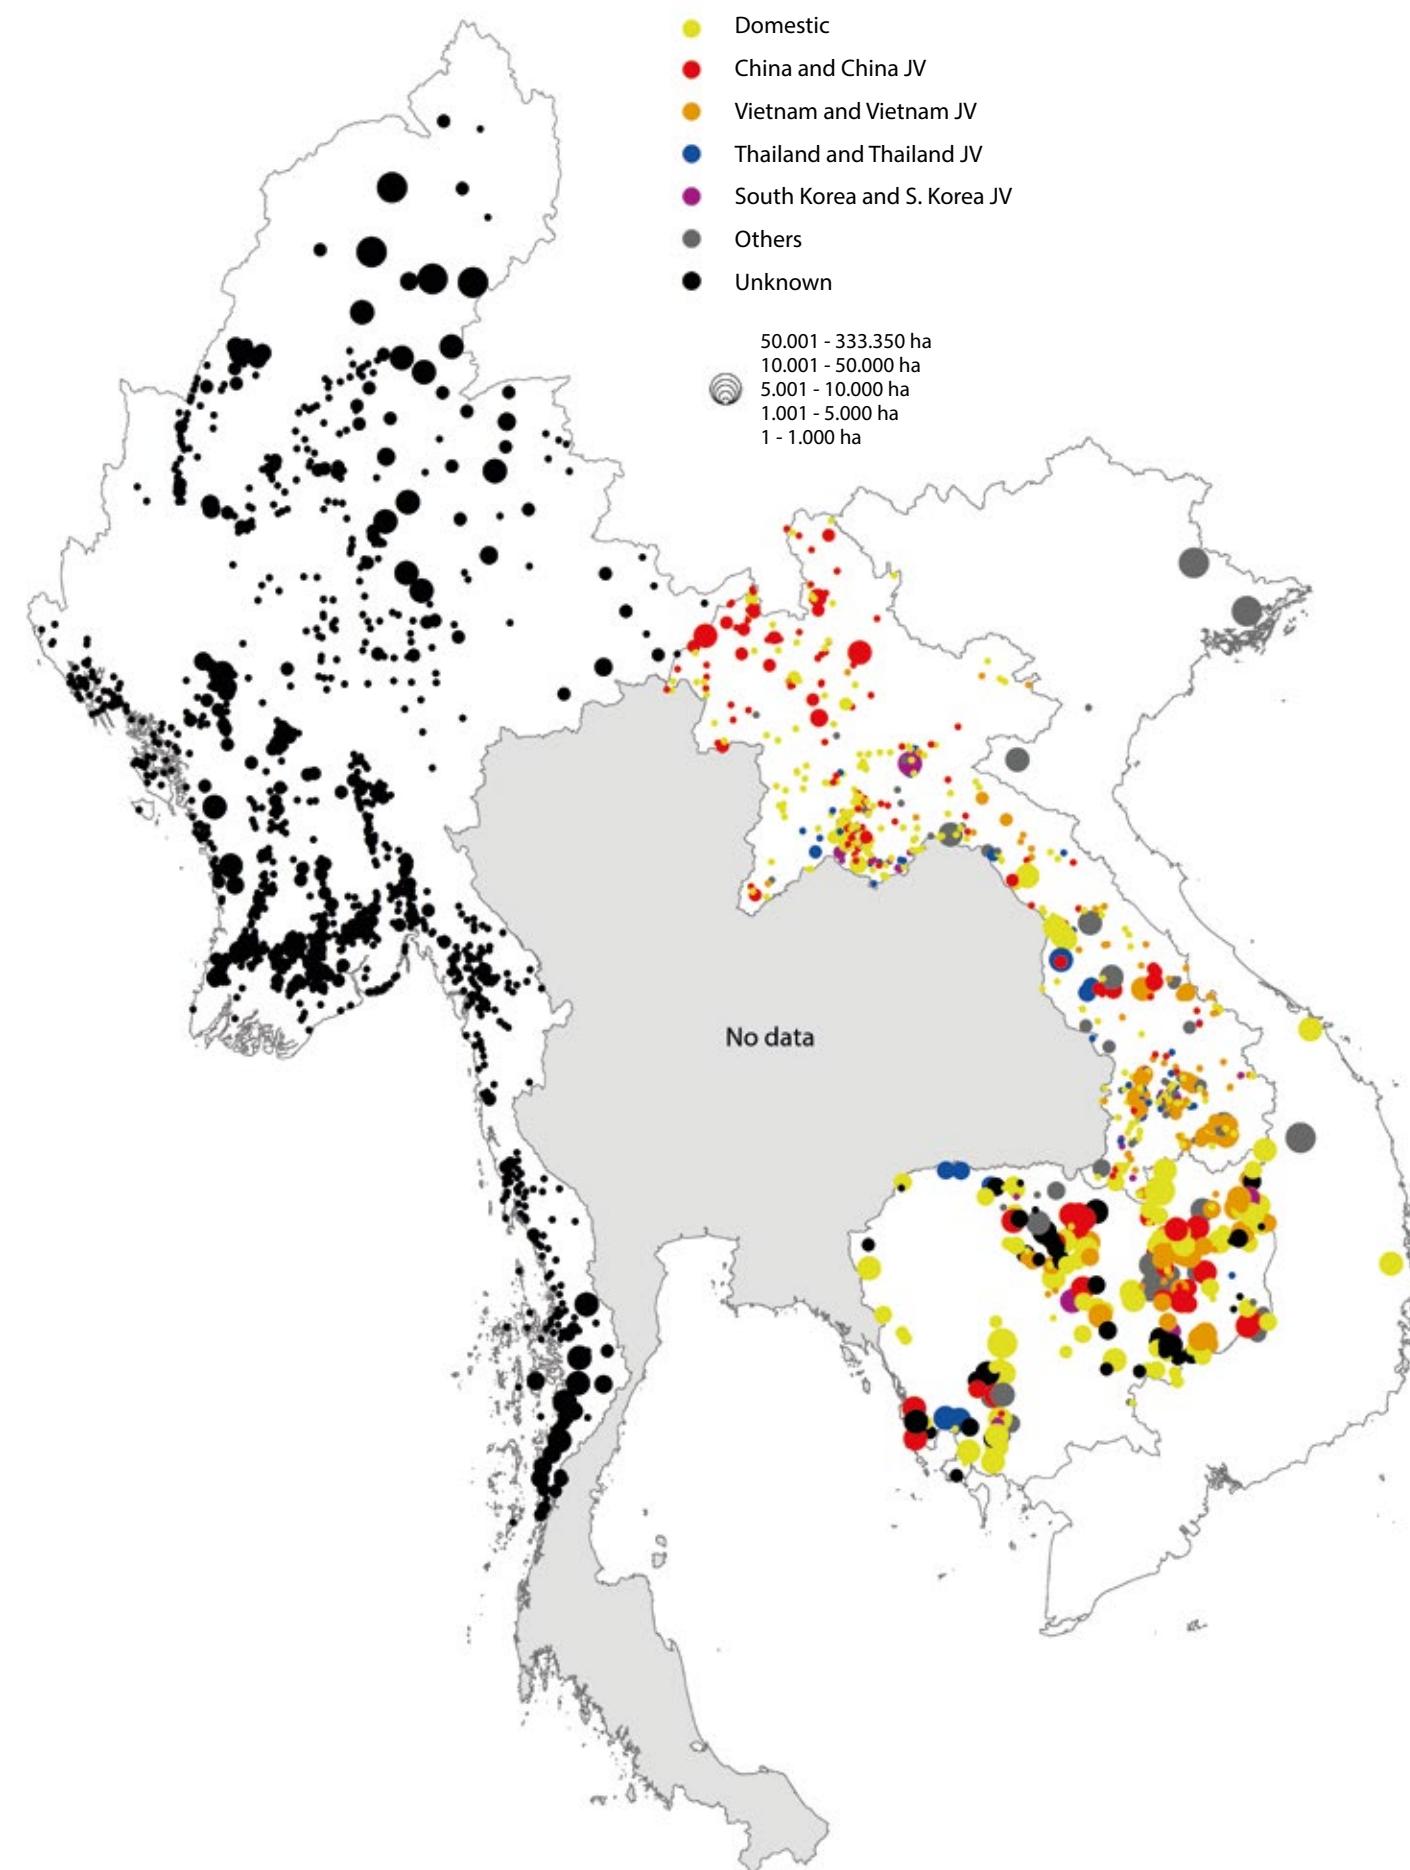 Domestic
China and China JV
Vietnam and Vietnam JV
Thailand and Thailand JV
South Korea and S. Korea JV
Others
Unknown
50.001 - 333.350 ha
10.001 - 50.000 ha
5.001 - 10.000 ha
1.001 - 5.000 ha
1 - 1.000 ha
No data